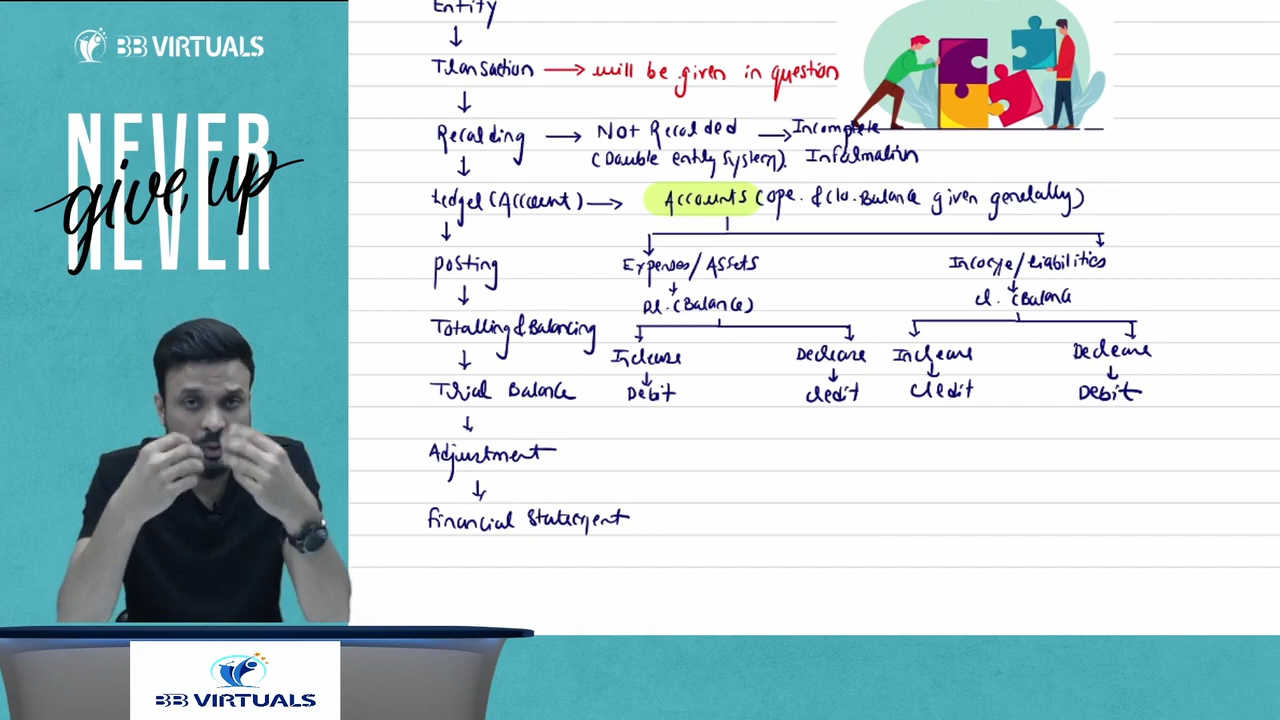 BB VIRTUALS
NEVER
give up
NEVER
Entity
Transaction → will be given in question
Recording → Not Recorded → Incomplete
(Double entry system). Information
Ledger (Account) → Accounts (ope. & clo. Balance given generally)
Posting
Expenses/Assets
Income/Liabilities
Dr. (Balance)
Cr. (Balance
Totalling & Balancing
Increase
Decrease
Increase
Decrease
Trial Balance
Debit
Credit
Credit
Debit
Adjustment
Financial Statement
BB VIRTUALS